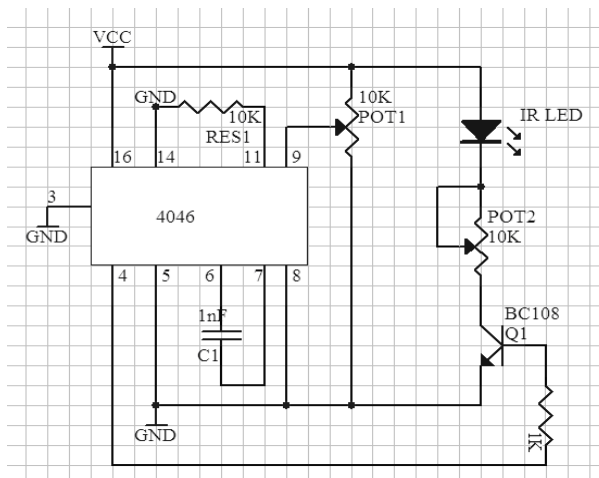 VCC
GND
10K
RES1
10K
POT1
IR LED
16
14
11
9
3
GND
4046
POT2
10K
4
5
6
7
8
1nF
C1
BC108
Q1
GND
1K